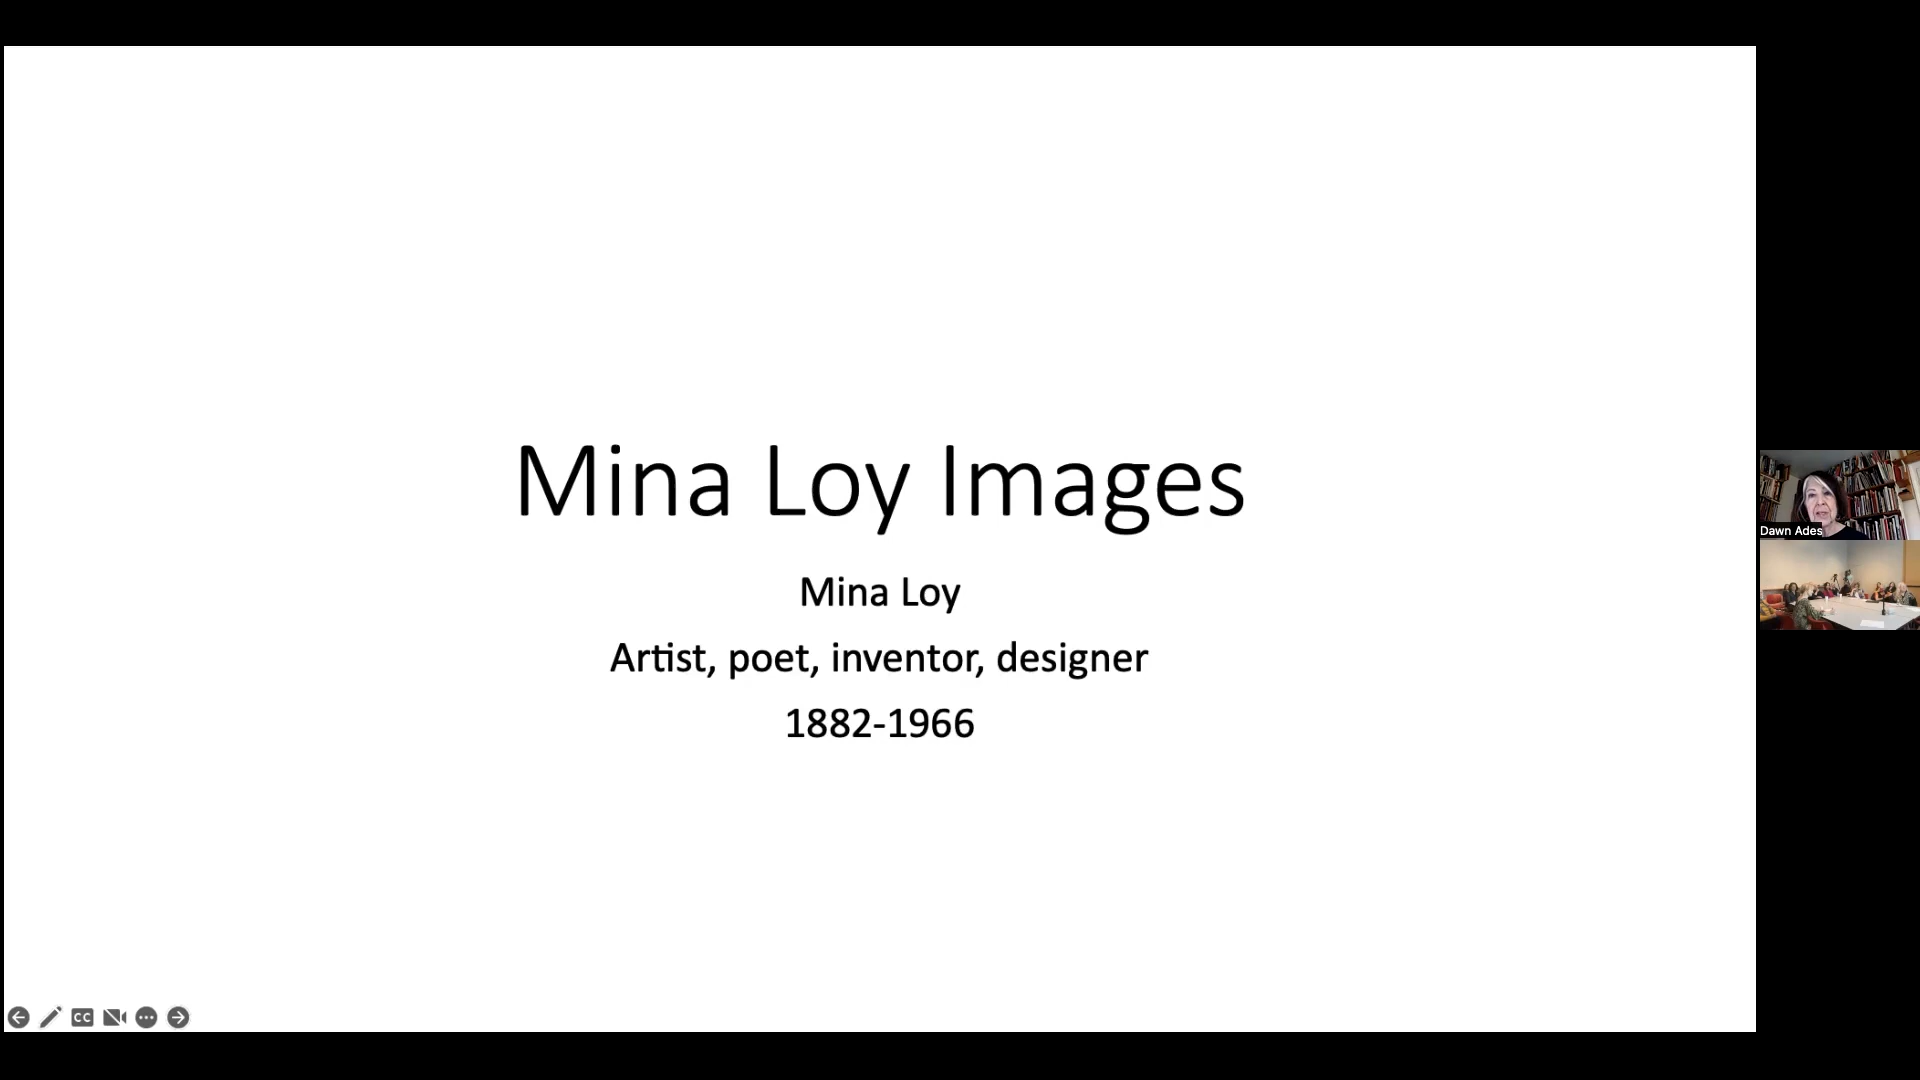 Mina Loy Images
Mina Loy
Artist, poet, inventor, designer
1882-1966
Dawn Ades
CC